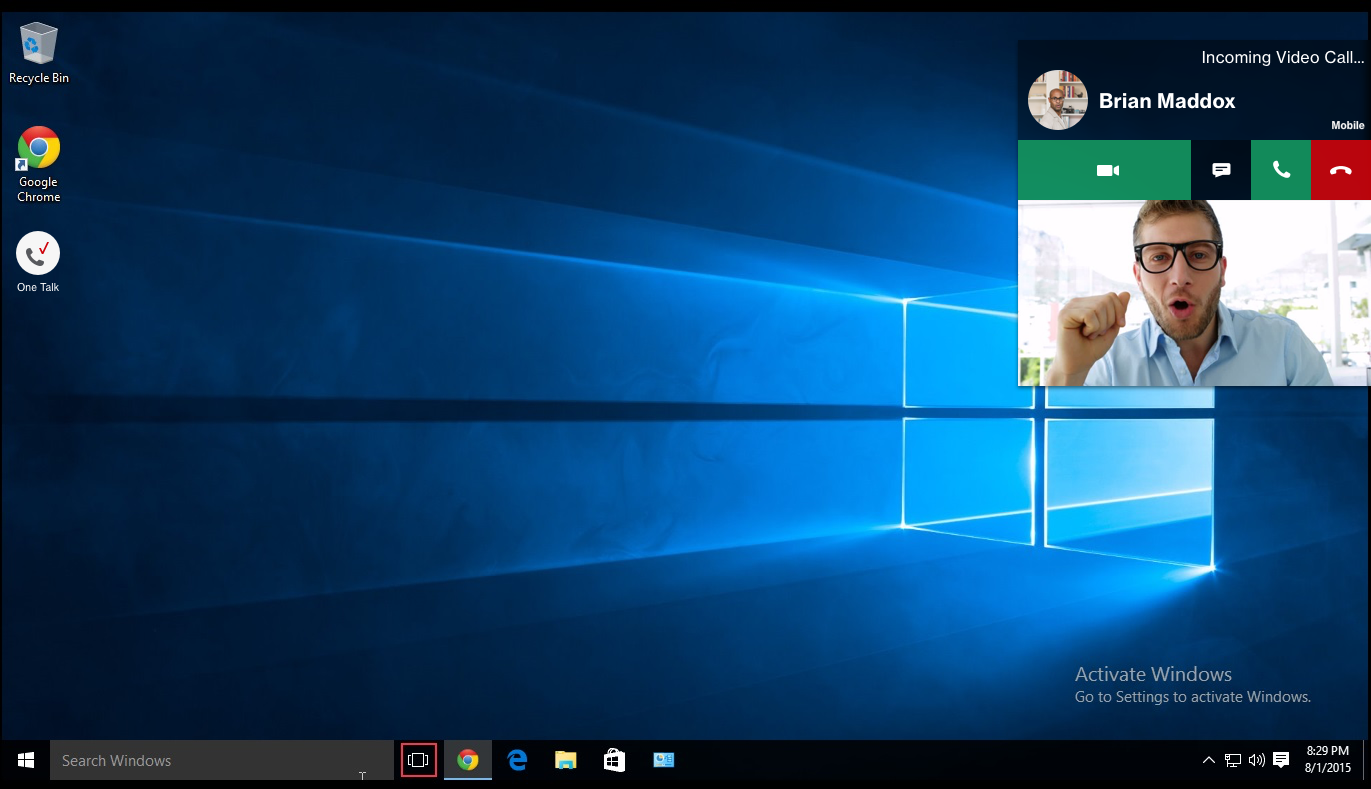 Recycle Bin
Google
Chrome
One Talk
Incoming Video Call...
Brian Maddox
Mobile
Activate Windows
Go to Settings to activate Windows.
Search Windows
8:29 PM
8/1/2015